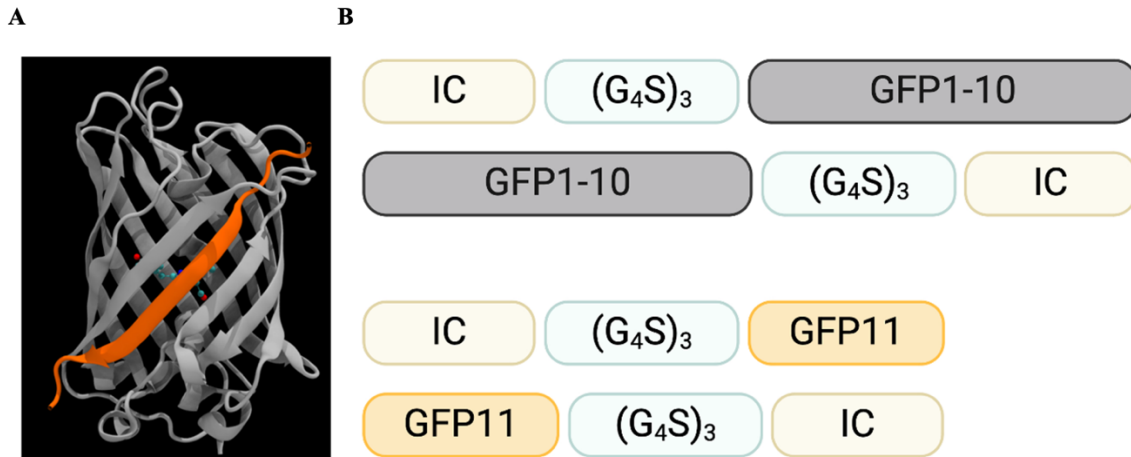 A
B
IC (G₄S)₃ GFP1-10
GFP1-10 (G₄S)₃ IC
IC (G₄S)₃ GFP11
GFP11 (G₄S)₃ IC